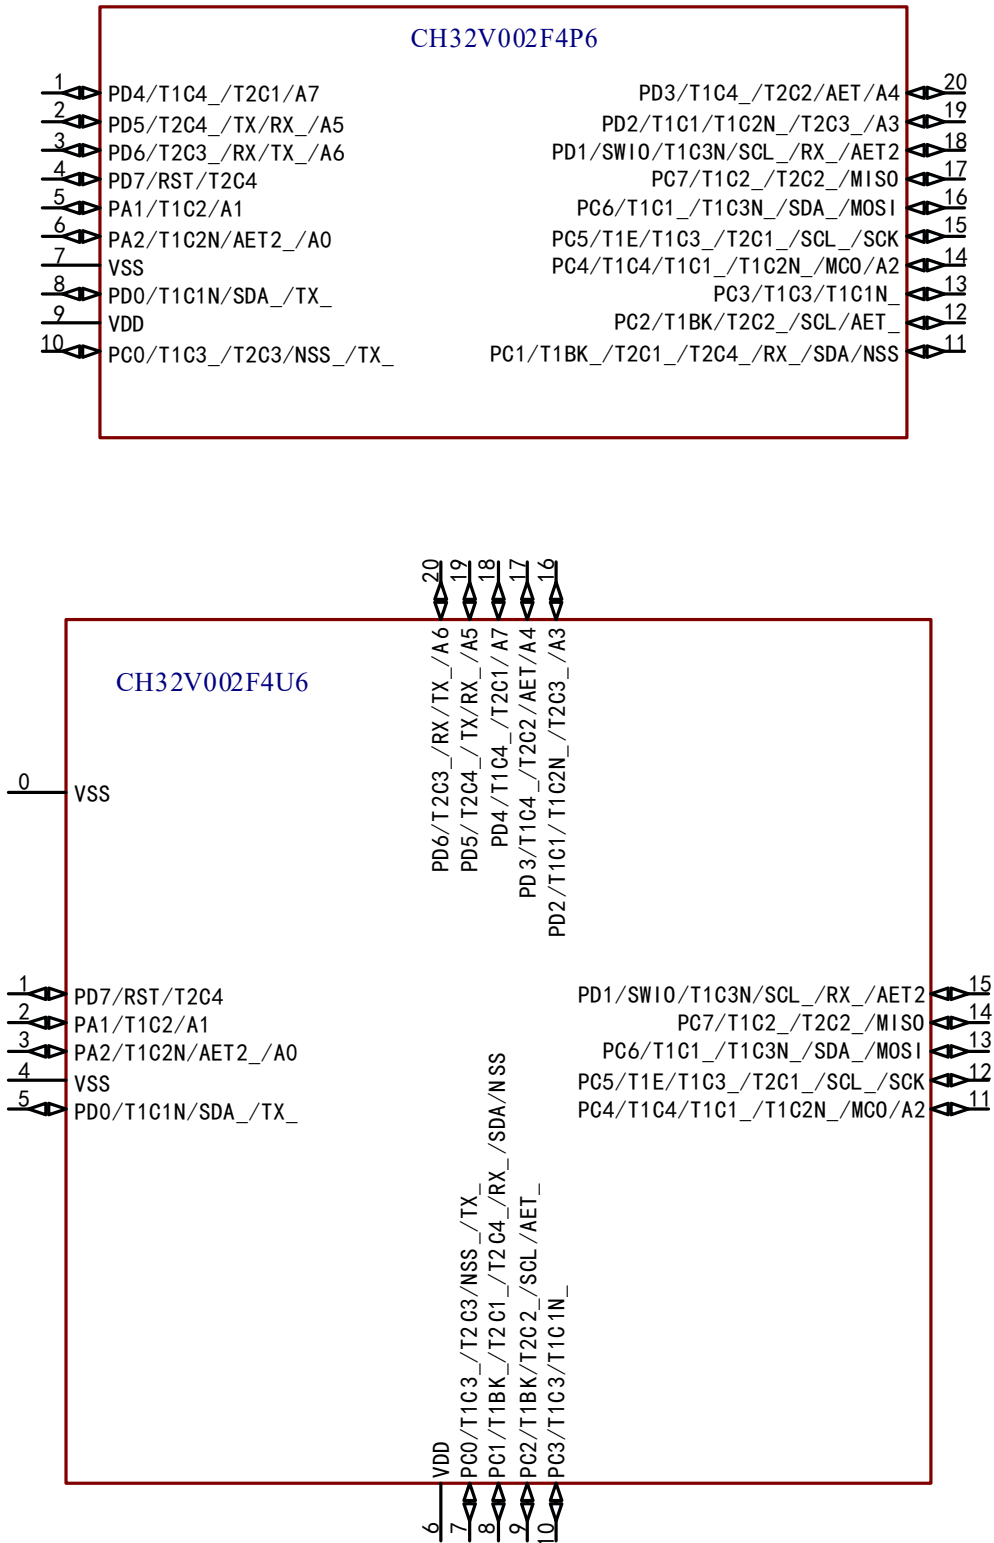 CH32V002F4P6
1 PD4/T1C4_/T2C1/A7
2 PD5/T2C4_/TX/RX_/A5
3 PD6/T2C3_/RX/TX_/A6
4 PD7/RST/T2C4
5 PA1/T1C2/A1
6 PA2/T1C2N/AET2_/A0
7 VSS
8 PD0/T1C1N/SDA_/TX_
9 VDD
10 PC0/T1C3_/T2C3/NSS_/TX_
PD3/T1C4_/T2C2/AET/A4 20
PD2/T1C1/T1C2N_/T2C3_/A3 19
PD1/SWIO/T1C3N/SCL_/RX_/AET2 18
PC7/T1C2_/T2C2_/MISO 17
PC6/T1C1_/T1C3N_/SDA_/MOSI 16
PC5/T1E/T1C3_/T2C1_/SCL_/SCK 15
PC4/T1C4/T1C1_/T1C2N_/MCO/A2 14
PC3/T1C3/T1C1N_ 13
PC2/T1BK/T2C2_/SCL/AET_ 12
PC1/T1BK_/T2C1_/T2C4_/RX_/SDA/NSS 11
CH32V002F4U6
20 PD6/T2C3_/RX/TX_/A6
19 PD5/T2C4_/TX/RX_/A5
18 PD4/T1C4_/T2C1/A7
17 PD3/T1C4_/T2C2/AET/A4
16 PD2/T1C1/T1C2N_/T2C3_/A3
0 VSS
1 PD7/RST/T2C4
2 PA1/T1C2/A1
3 PA2/T1C2N/AET2_/A0
4 VSS
5 PD0/T1C1N/SDA_/TX_
PD1/SWIO/T1C3N/SCL_/RX_/AET2 15
PC7/T1C2_/T2C2_/MISO 14
PC6/T1C1_/T1C3N_/SDA_/MOSI 13
PC5/T1E/T1C3_/T2C1_/SCL_/SCK 12
PC4/T1C4/T1C1_/T1C2N_/MCO/A2 11
6 VDD
7 PC0/T1C3_/T2C3/NSS_/TX_
8 PC1/T1BK_/T2C1_/T2C4_/RX_/SDA/NSS
9 PC2/T1BK/T2C2_/SCL/AET_
10 PC3/T1C3/T1C1N_